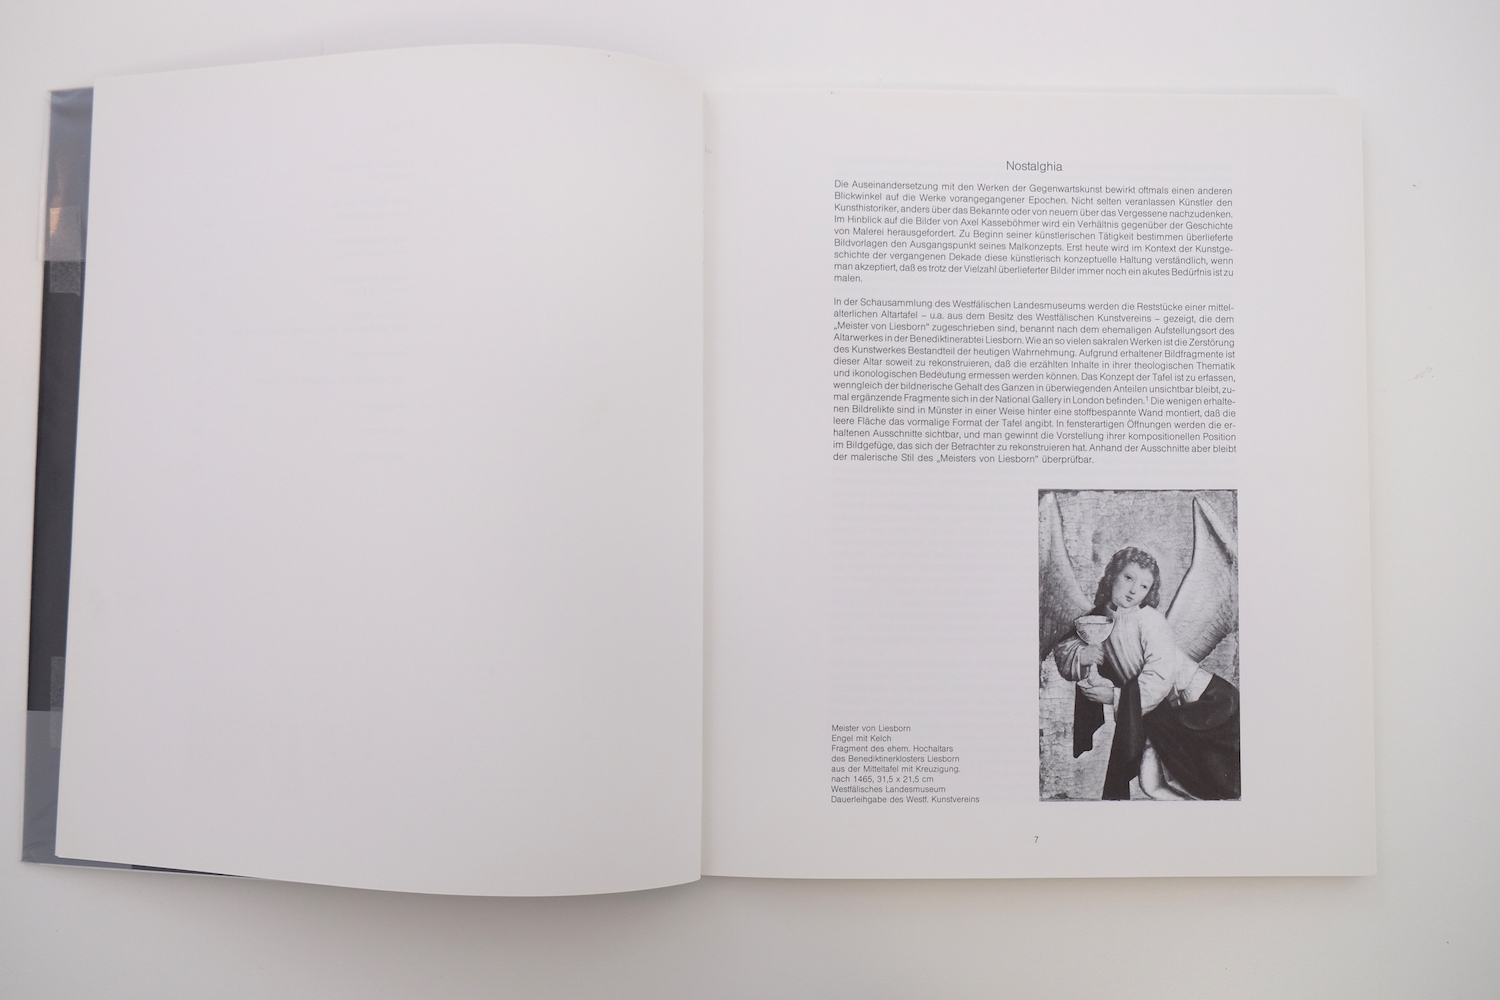 Nostalghia
Die Auseinandersetzung mit den Werken der Gegenwartskunst bewirkt oftmals einen anderen
Blickwinkel auf die Werke vorangegangener Epochen. Nicht selten veranlassen Künstler den
Kunsthistoriker, anders über das Bekannte oder von neuem über das Vergessene nachzudenken.
Im Hinblick auf die Bilder von Axel Kasseböhmer wird ein Verhältnis gegenüber der Geschichte
von Malerei herausgefordert. Zu Beginn seiner künstlerischen Tätigkeit bestimmen überlieferte
Bildvorlagen den Ausgangspunkt seines Malkonzepts. Erst heute wird im Kontext der Kunstge-
schichte der vergangenen Dekade diese künstlerisch konzeptuelle Haltung verständlich, wenn
man akzeptiert, daß es trotz der Vielzahl überlieferter Bilder immer noch ein akutes Bedürfnis ist zu
malen.
In der Schausammlung des Westfälischen Landesmuseums werden die Reststücke einer mittel-
alterlichen Altartafel – u.a. aus dem Besitz des Westfälischen Kunstvereins – gezeigt, die dem
„Meister von Liesborn" zugeschrieben sind, benannt nach dem ehemaligen Aufstellungsort des
Altarwerkes in der Benediktinerabtei Liesborn. Wie an so vielen sakralen Werken ist die Zerstörung
des Kunstwerkes Bestandteil der heutigen Wahrnehmung. Aufgrund erhaltener Bildfragmente ist
dieser Altar soweit zu rekonstruieren, daß die erzählten Inhalte in ihrer theologischen Thematik
und ikonologischen Bedeutung ermessen werden können. Das Konzept der Tafel ist zu erfassen,
wenngleich der bildnerische Gehalt des Ganzen in überwiegenden Anteilen unsichtbar bleibt, zu-
mal ergänzende Fragmente sich in der National Gallery in London befinden.¹ Die wenigen erhalte-
nen Bildrelikte sind in Münster in einer Weise hinter eine stoffbespannte Wand montiert, daß die
leere Fläche das vormalige Format der Tafel angibt. In fensterartigen Öffnungen werden die er-
haltenen Ausschnitte sichtbar, und man gewinnt die Vorstellung ihrer kompositionellen Position
im Bildgefüge, das sich der Betrachter zu rekonstruieren hat. Anhand der Ausschnitte aber bleibt
der malerische Stil des „Meisters von Liesborn" überprüfbar.
Meister von Liesborn
Engel mit Kelch
Fragment des ehem. Hochaltars
des Benediktinerklosters Liesborn
aus der Mitteltafel mit Kreuzigung.
nach 1465, 31,5 x 21,5 cm
Westfälisches Landesmuseum
Dauerleihgabe des Westf. Kunstvereins
7